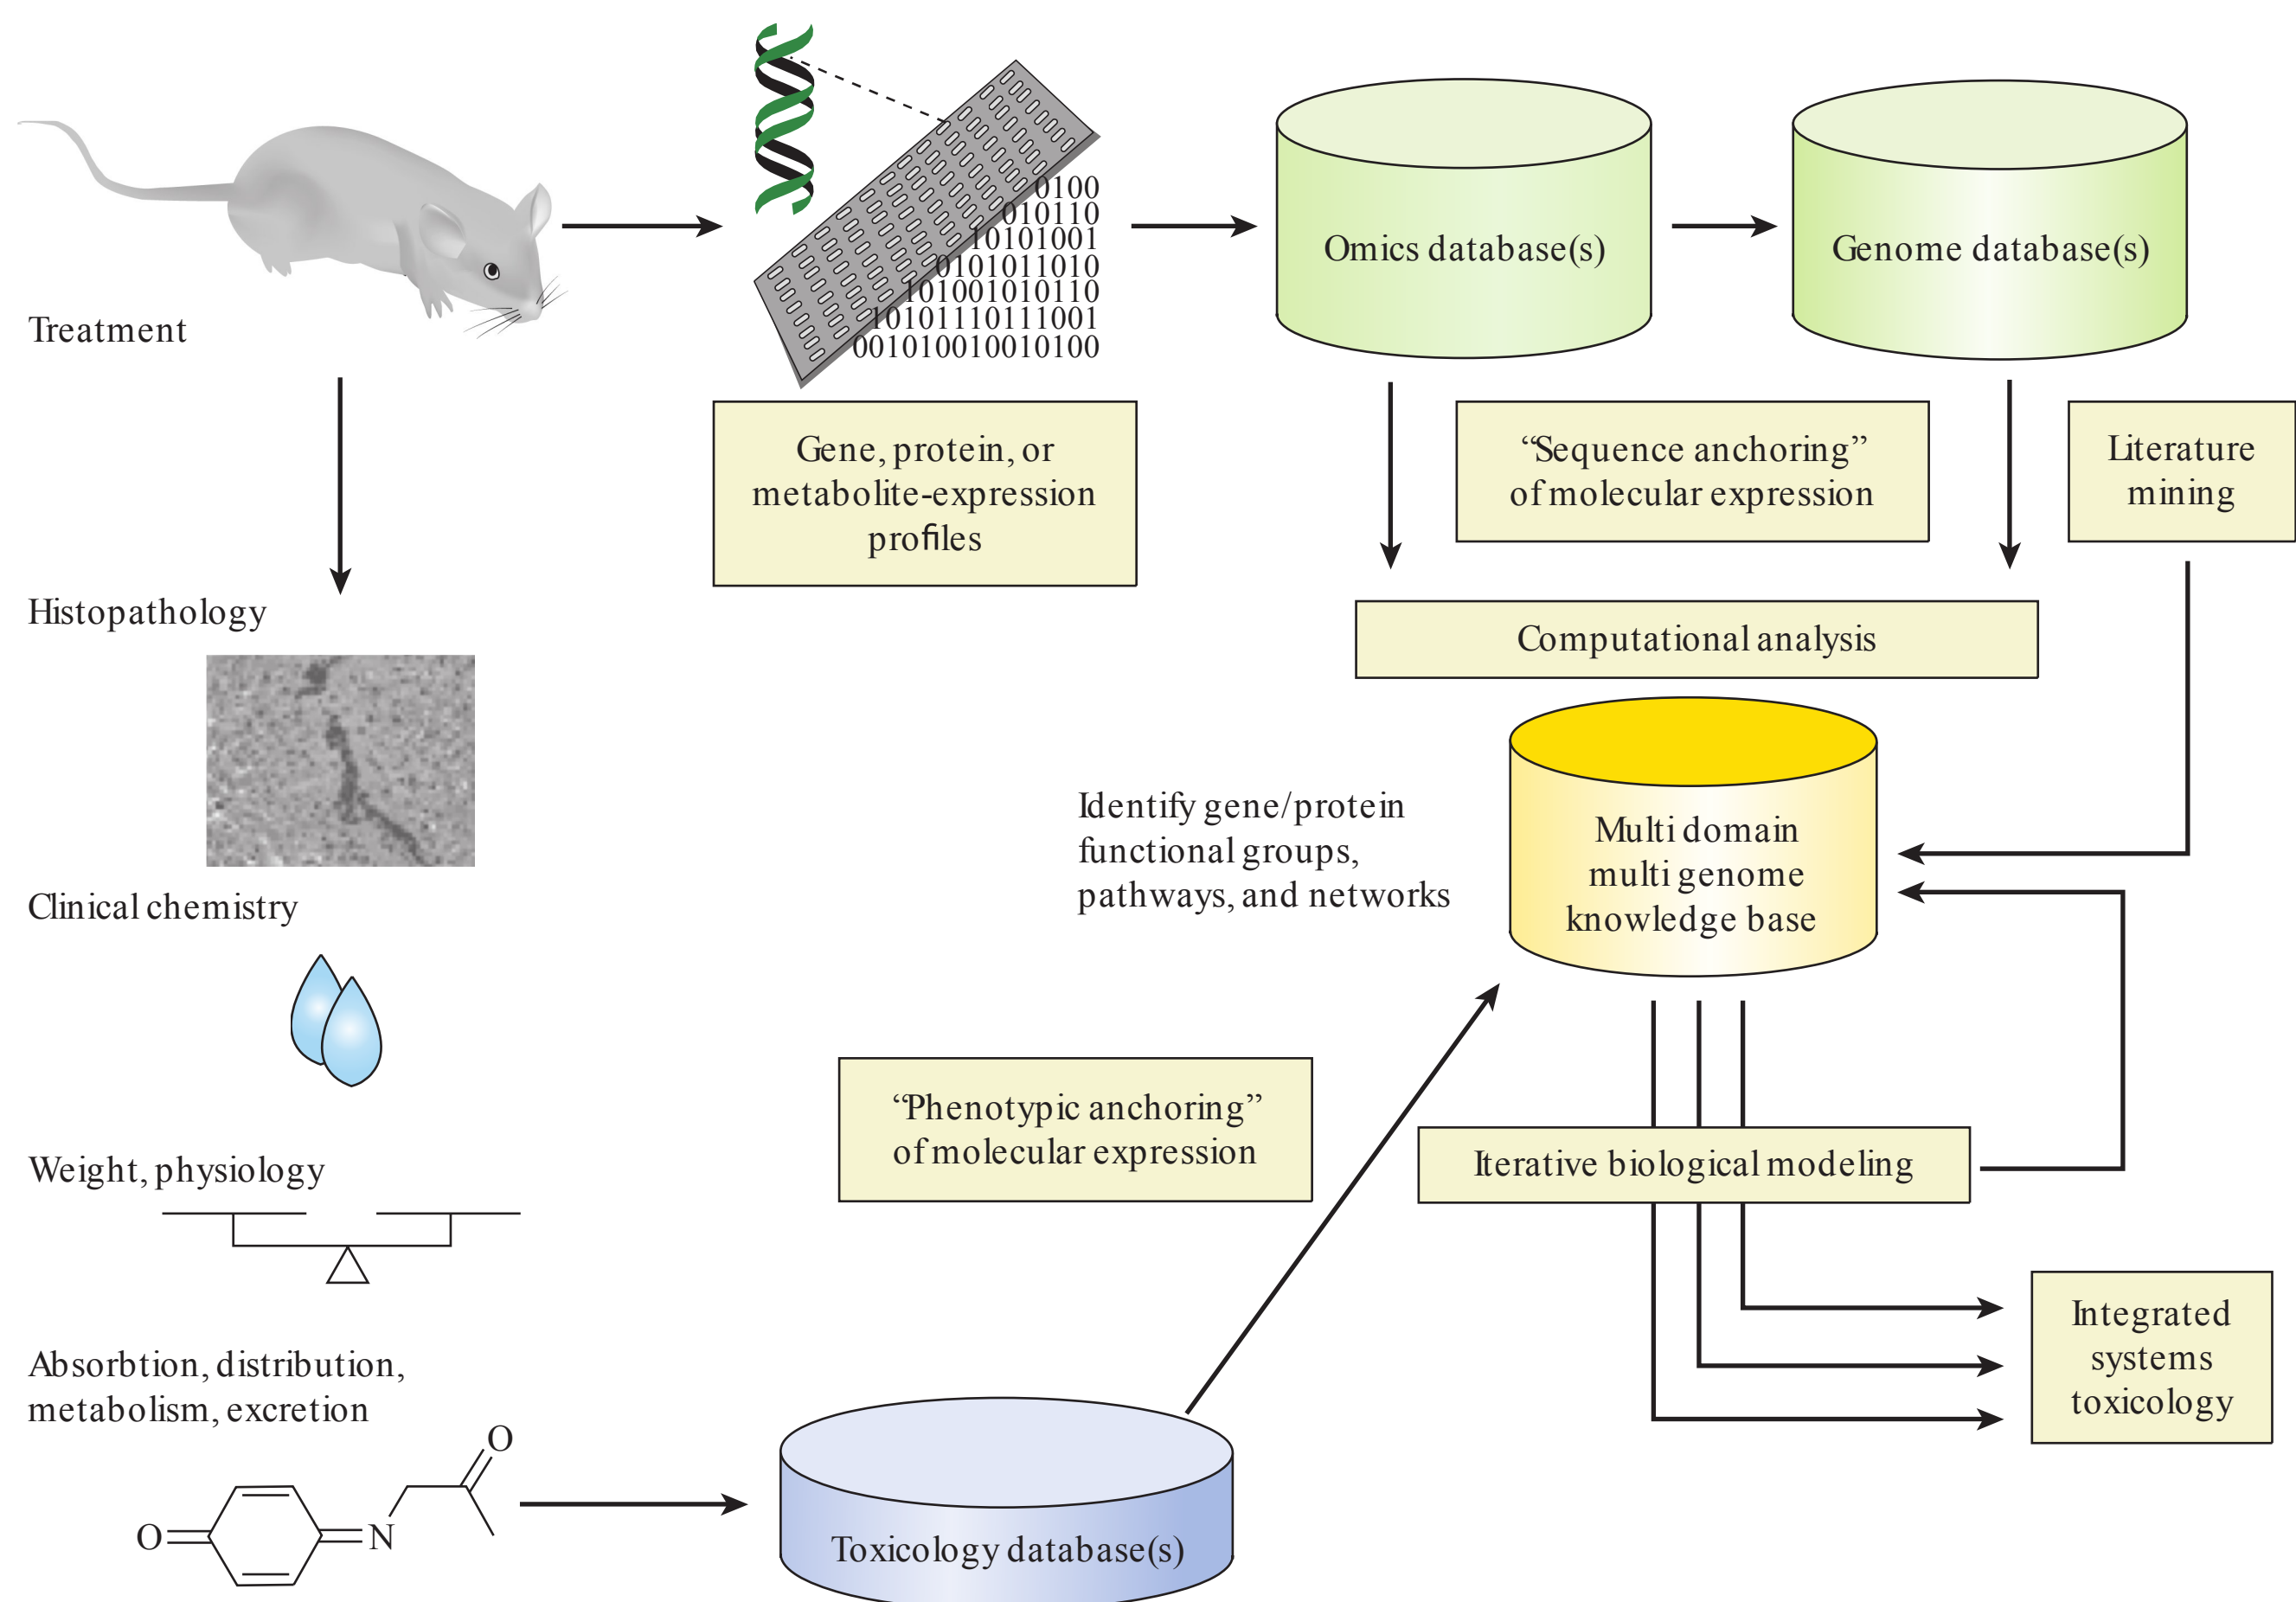 Treatment
0100
010110
10101001
0101011010
101001010110
10101110111001
001010010010100
Gene, protein, or
metabolite-expression
profiles
Omics database(s)
Genome database(s)
“Sequence anchoring”
of molecular expression
Literature
mining
Computational analysis
Histopathology
Clinical chemistry
Weight, physiology
Absorbtion, distribution,
metabolism, excretion
O
N
O
Identify gene/protein
functional groups,
pathways, and networks
Multi domain
multi genome
knowledge base
“Phenotypic anchoring”
of molecular expression
Iterative biological modeling
Integrated
systems
toxicology
Toxicology database(s)